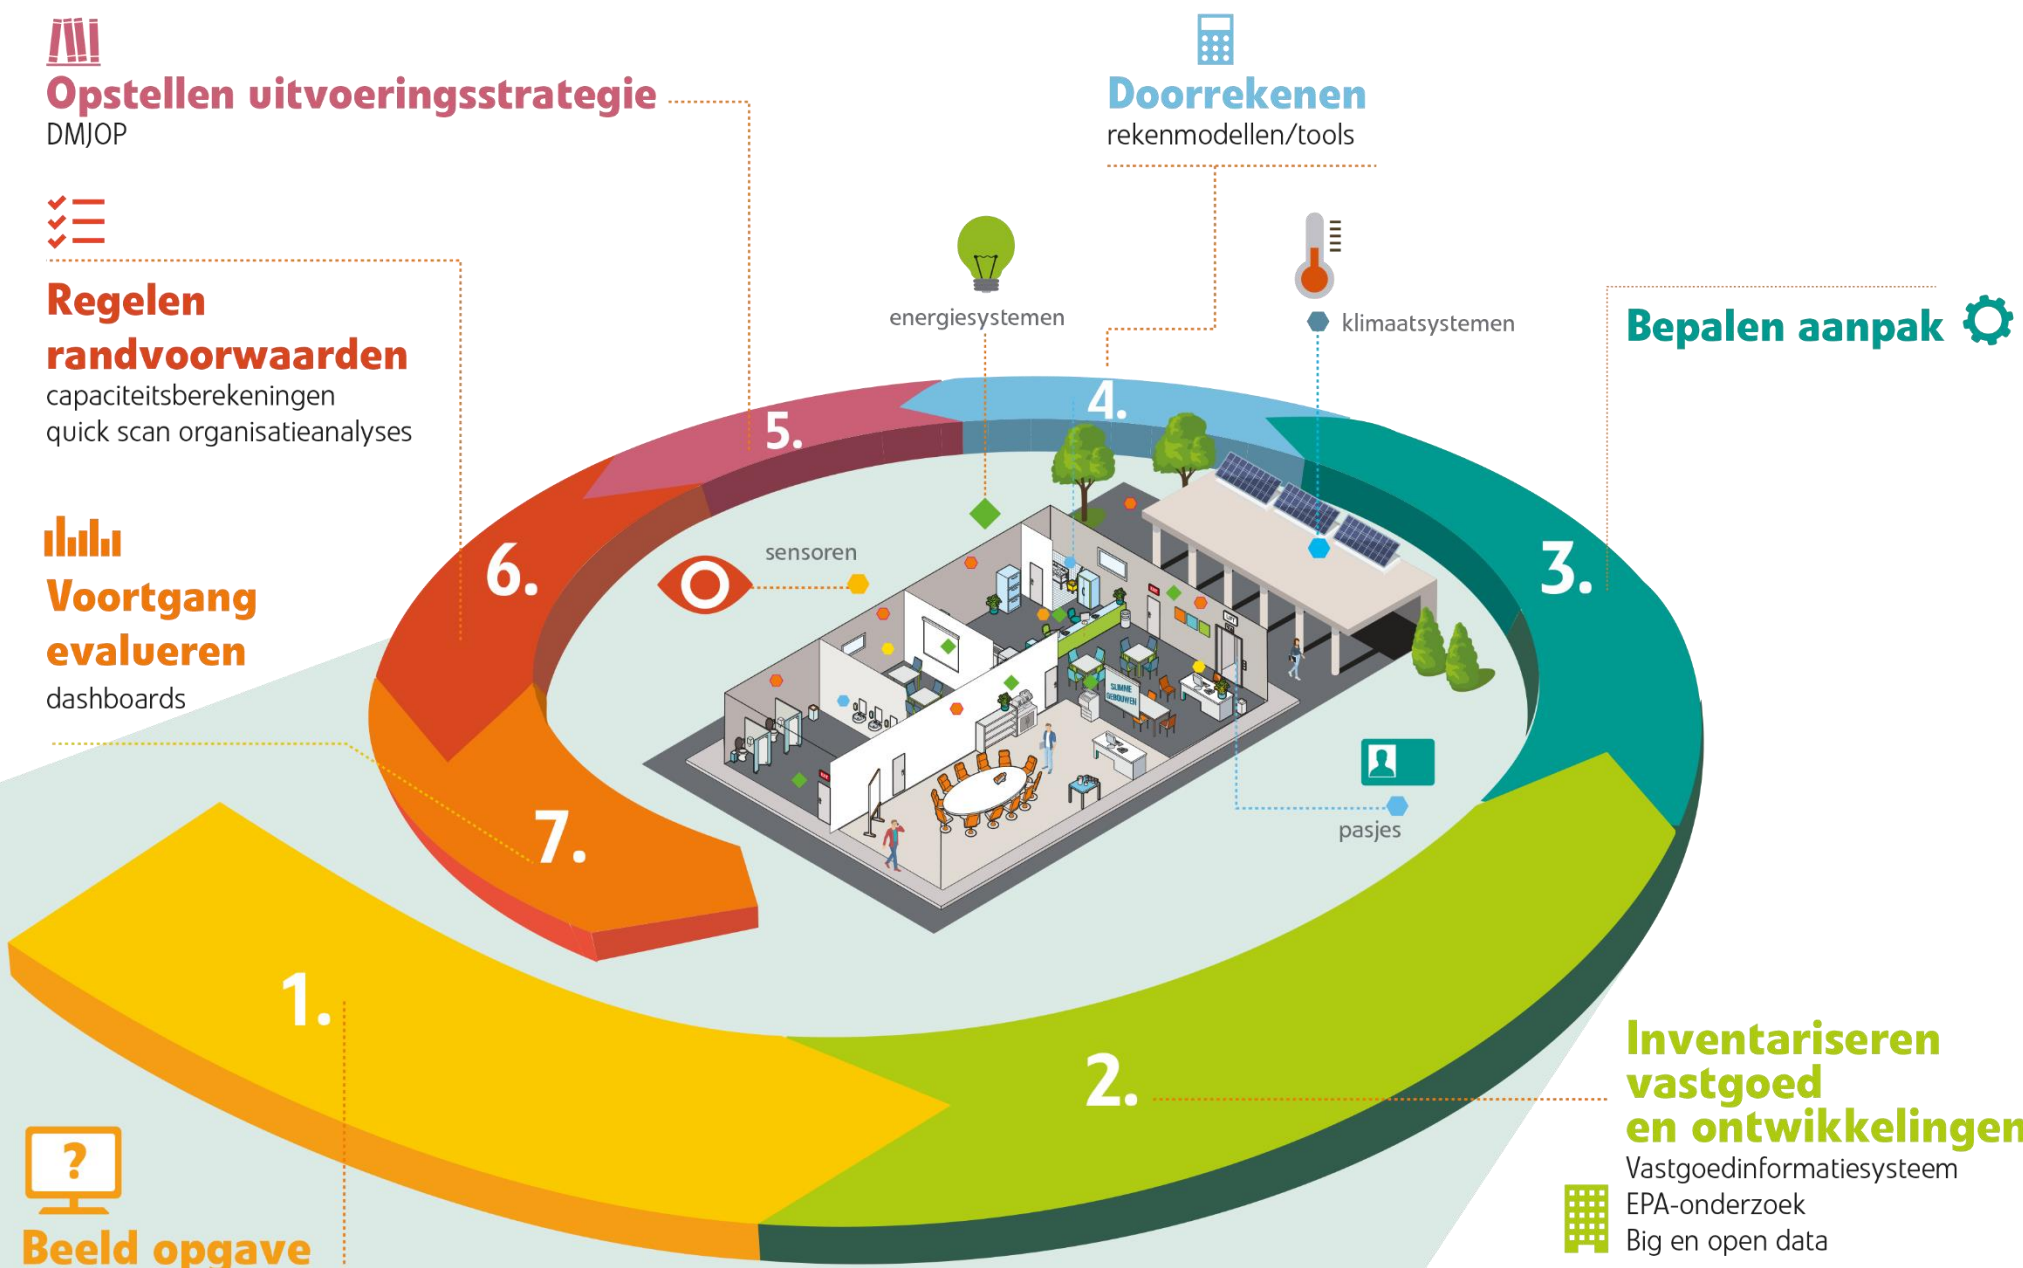 Opstellen uitvoeringsstrategie
DMJOP
Doorrekenen
rekenmodellen/tools
Regelen
randvoorwaarden
capaciteitsberekeningen
quick scan organisatieanalyses
energiesystemen
klimaatsystemen
Bepalen aanpak
4.
5.
3.
6.
sensoren
Voortgang
evalueren
dashboards
SLIMME
GEBOUWEN
pasjes
7.
1.
2.
?
Beeld opgave
Inventariseren
vastgoed
en ontwikkelingen
Vastgoedinformatiesysteem
EPA-onderzoek
Big en open data